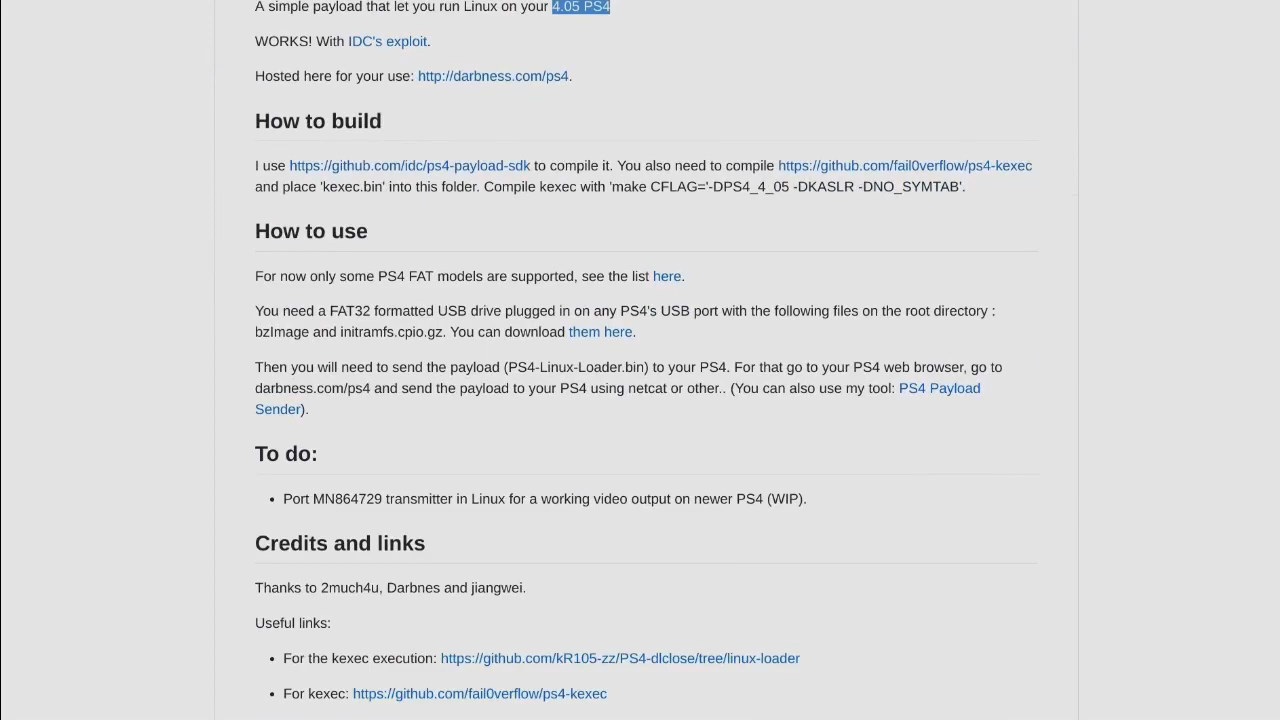 A simple payload that let you run Linux on your 4.05 PS4
WORKS! With IDC's exploit.
Hosted here for your use: http://darbness.com/ps4.
How to build
I use https://github.com/idc/ps4-payload-sdk to compile it. You also need to compile https://github.com/fail0verflow/ps4-kexec
and place 'kexec.bin' into this folder. Compile kexec with 'make CFLAG='-DPS4_4_05 -DKASLR -DNO_SYMTAB'.
How to use
For now only some PS4 FAT models are supported, see the list here.
You need a FAT32 formatted USB drive plugged in on any PS4's USB port with the following files on the root directory :
bzImage and initramfs.cpio.gz. You can download them here.
Then you will need to send the payload (PS4-Linux-Loader.bin) to your PS4. For that go to your PS4 web browser, go to
darbness.com/ps4 and send the payload to your PS4 using netcat or other.. (You can also use my tool: PS4 Payload
Sender).
To do:
• Port MN864729 transmitter in Linux for a working video output on newer PS4 (WIP).
Credits and links
Thanks to 2much4u, Darbnes and jiangwei.
Useful links:
• For the kexec execution: https://github.com/kR105-zz/PS4-dlclose/tree/linux-loader
• For kexec: https://github.com/fail0verflow/ps4-kexec